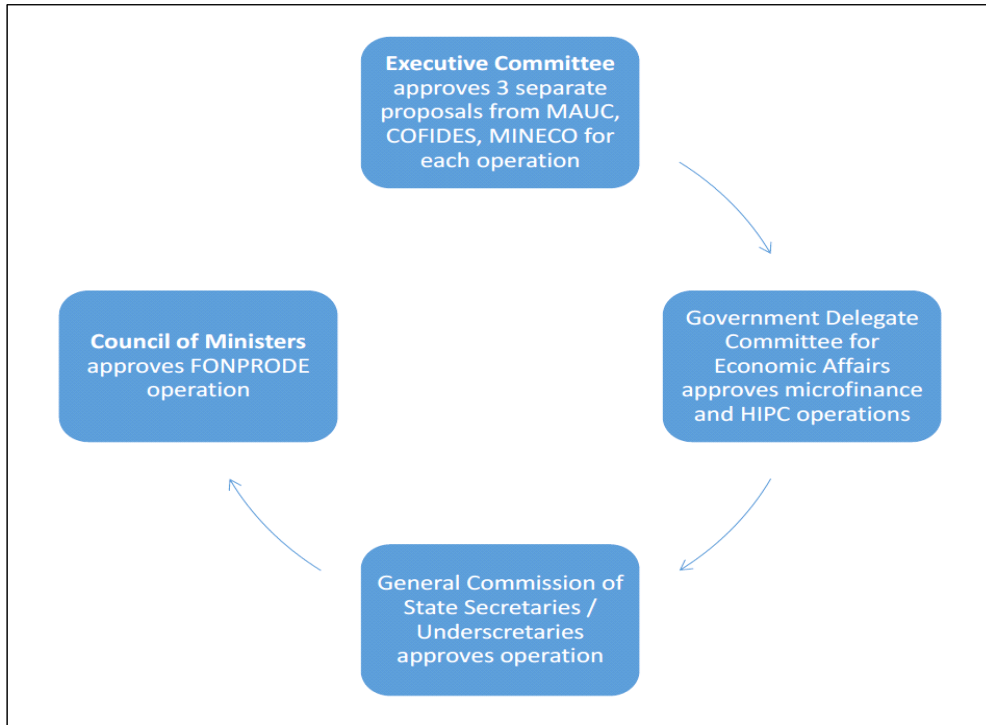 Executive Committee
approves 3 separate
proposals from MAUC,
COFIDES, MINECO for
each operation
Government Delegate
Committee for
Economic Affairs
approves microfinance
and HIPC operations
General Commission of
State Secretaries /
Underscretaries
approves operation
Council of Ministers
approves FONPRODE
operation